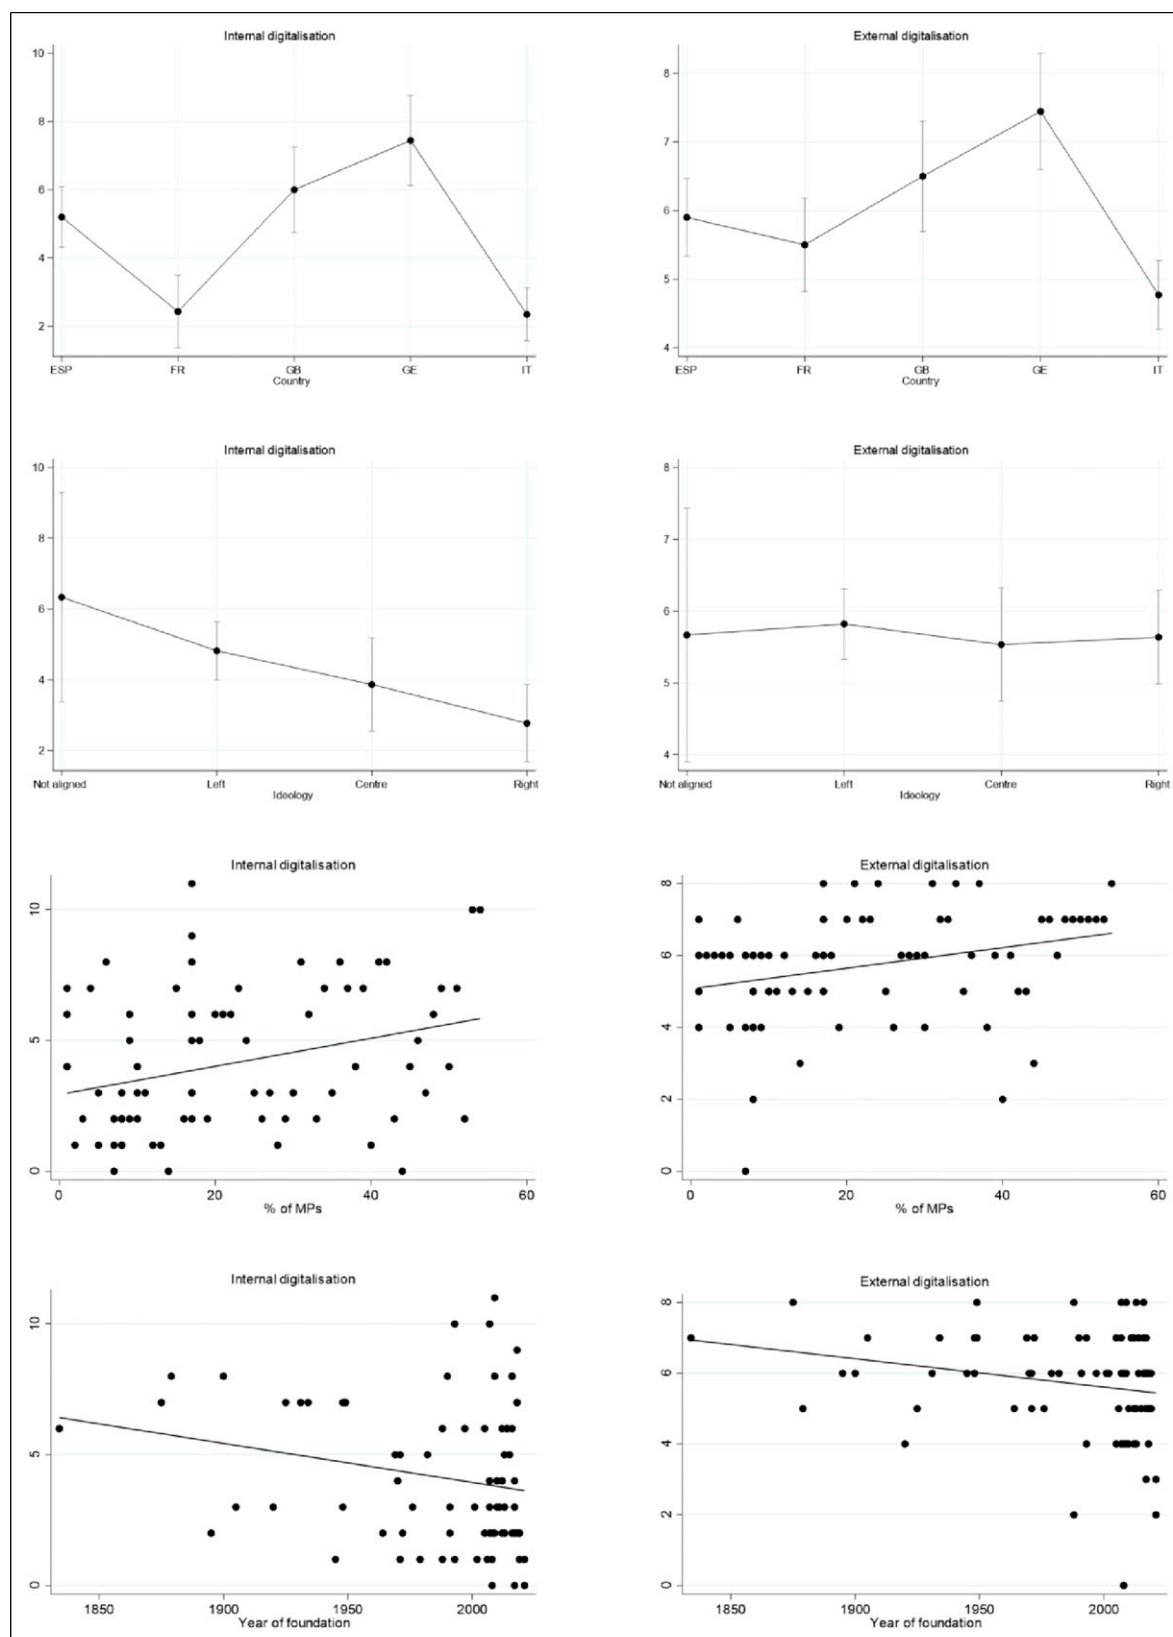 Internal digitalisation
10
8
6
4
2
ESP FR GB GE IT
Country
External digitalisation
8
7
6
5
4
ESP FR GB GE IT
Country
Internal digitalisation
10
8
6
4
2
Not aligned Left Centre Right
Ideology
External digitalisation
8
7
6
5
4
Not aligned Left Centre Right
Ideology
Internal digitalisation
10
5
0
0 20 40 60
% of MPs
External digitalisation
8
6
4
2
0
0 20 40 60
% of MPs
Internal digitalisation
10
5
0
1850 1900 1950 2000
Year of foundation
External digitalisation
8
6
4
2
0
1850 1900 1950 2000
Year of foundation